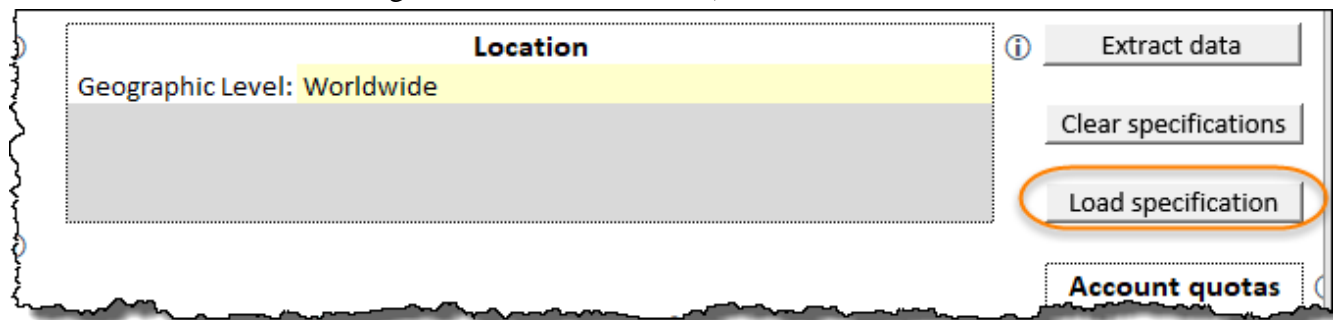 Location
Extract data
Geographic Level: Worldwide
Clear specifications
Load specification
Account quotas